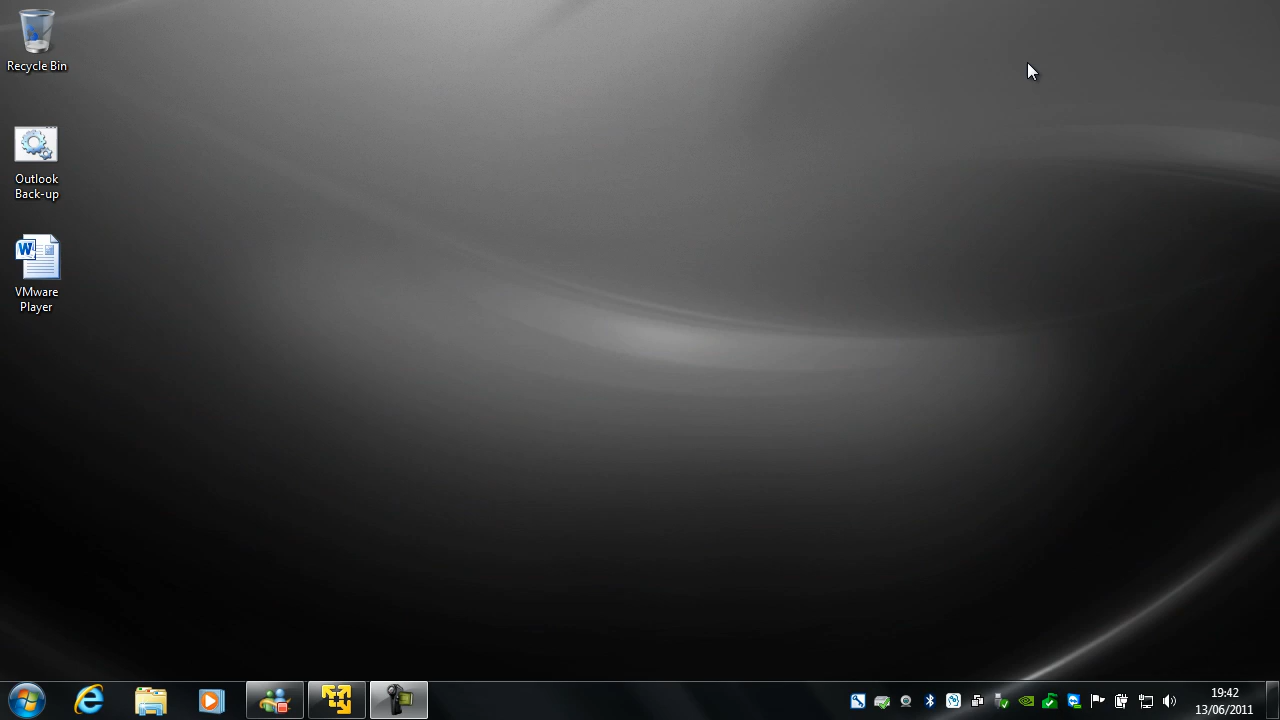 Recycle Bin
Outlook
Back-up
W
VMware
Player
19:42
13/06/2011